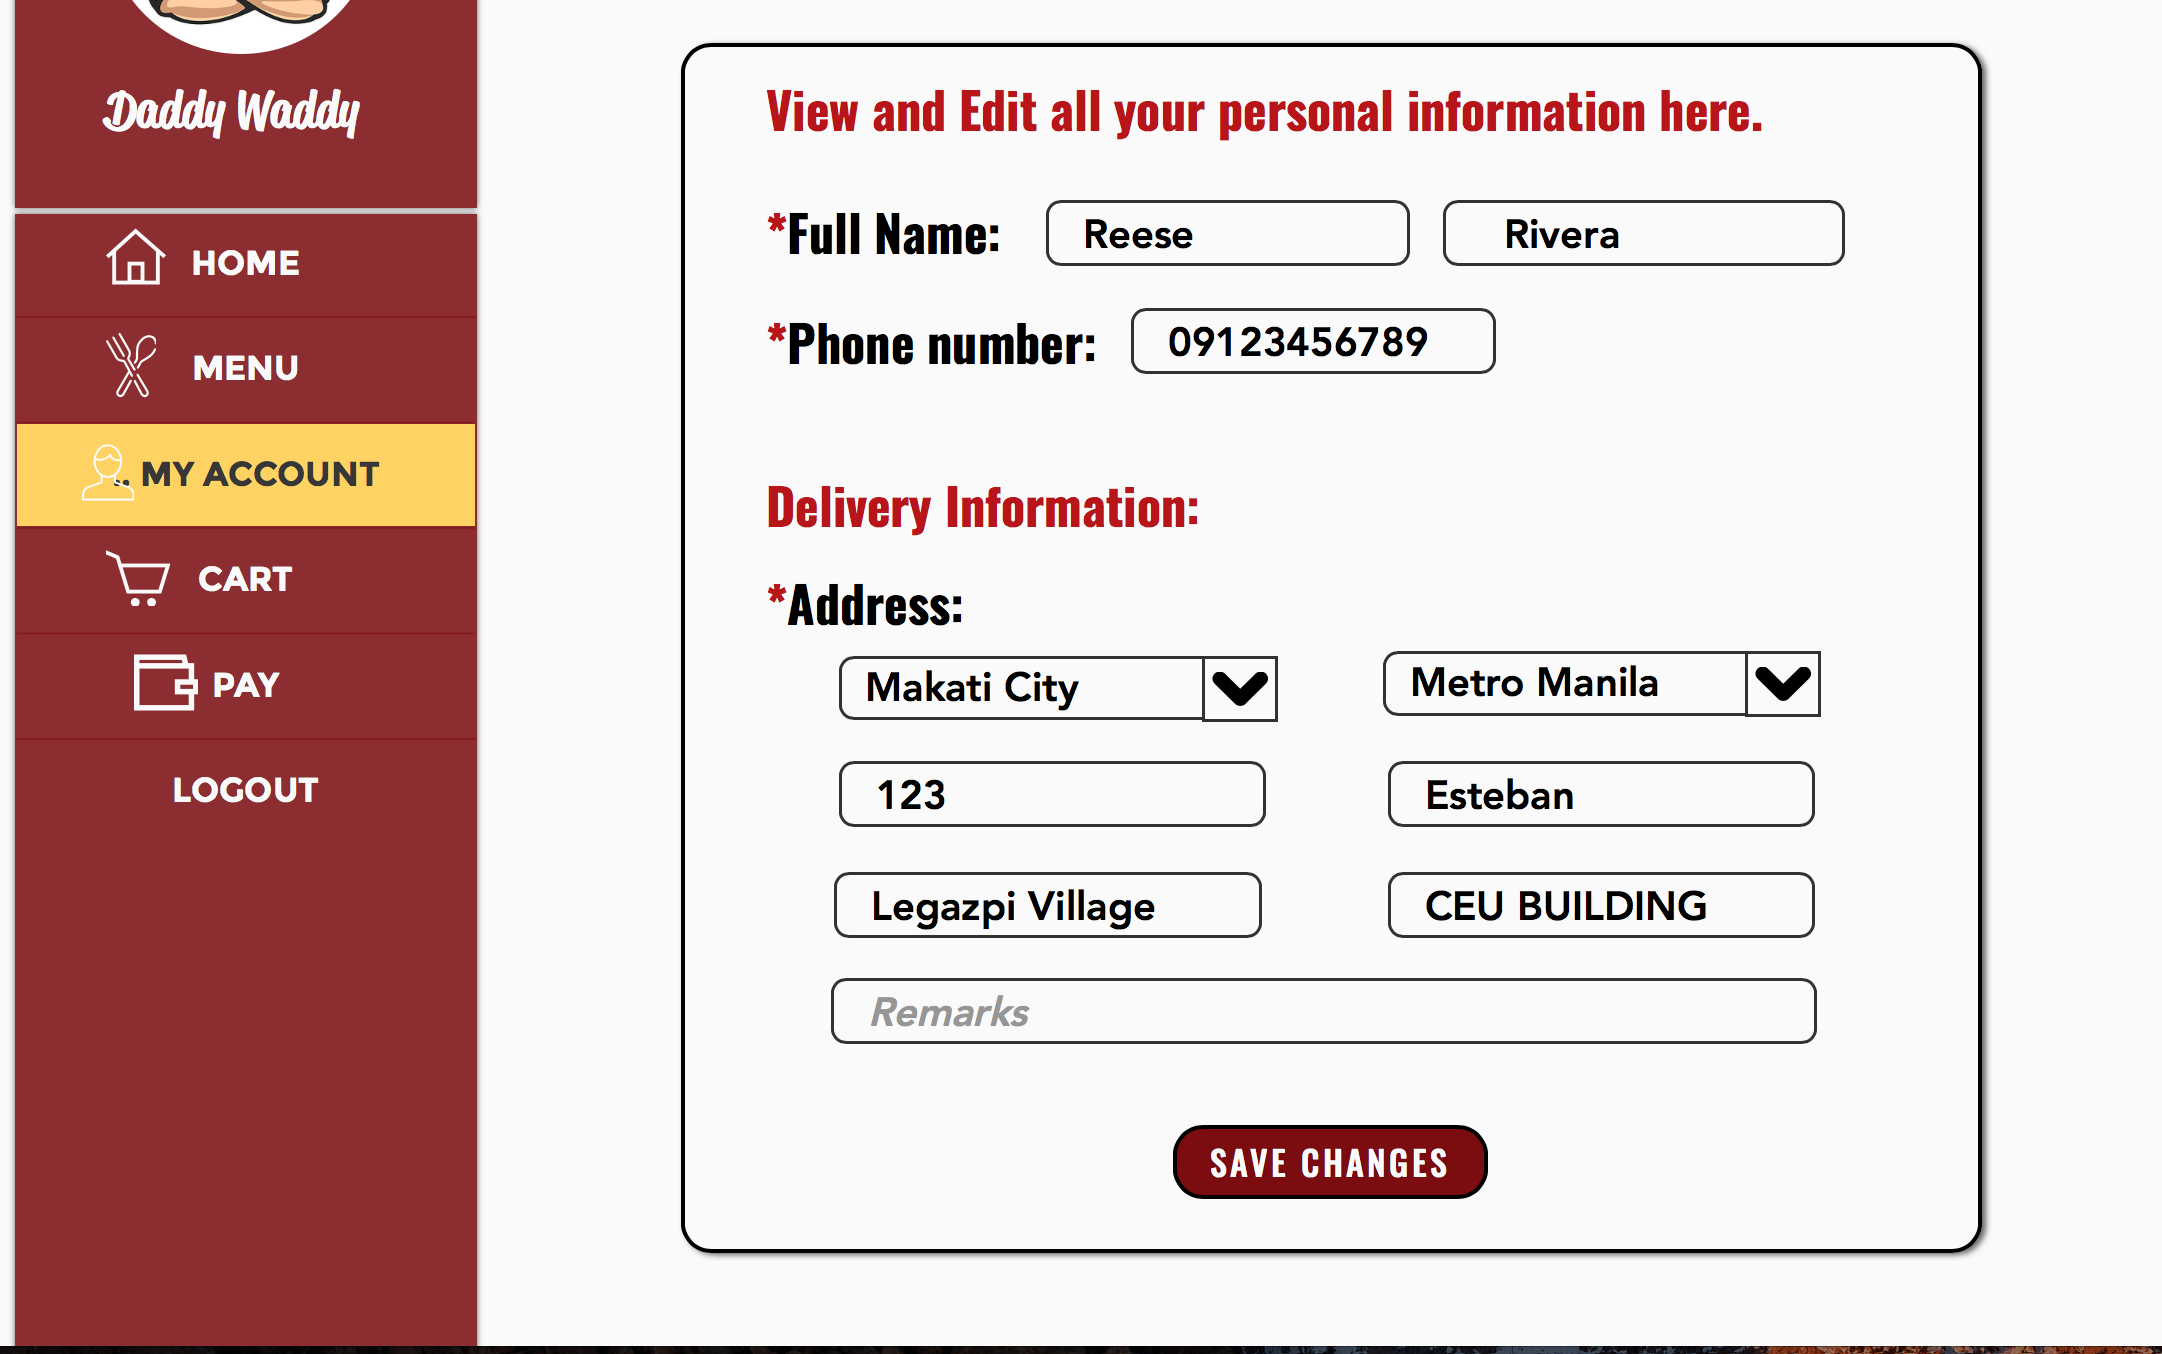 Daddy Waddy
HOME
MENU
.. MY ACCOUNT
CART
PAY
LOGOUT
View and Edit all your personal information here.
*Full Name: Reese Rivera
*Phone number: 09123456789
Delivery Information:
*Address:
Makati City Metro Manila
123 Esteban
Legazpi Village CEU BUILDING
Remarks
SAVE CHANGES